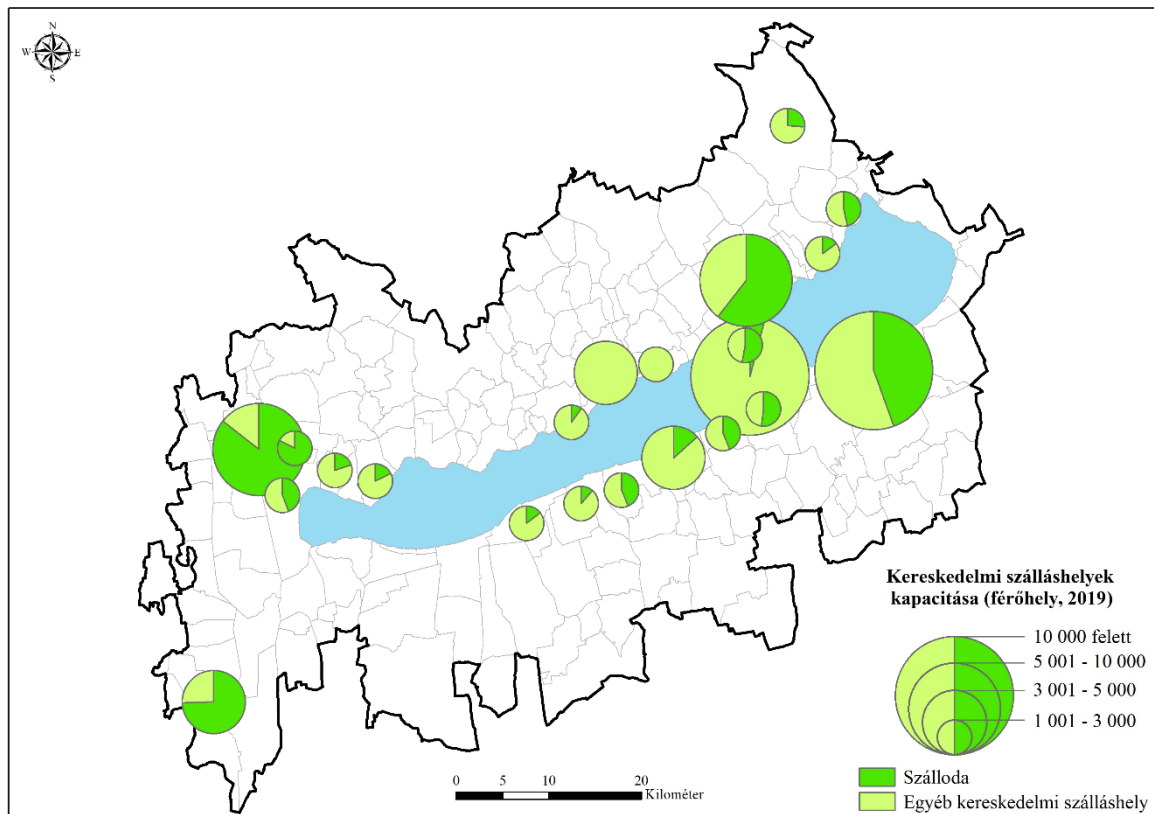 N
W E
S
Kereskedelmi szálláshelyek
kapacitása (férőhely, 2019)
10 000 felett
5 001 - 10 000
3 001 - 5 000
1 001 - 3 000
Szálloda
Egyéb kereskedelmi szálláshely
0 5 10 20
Kilométer